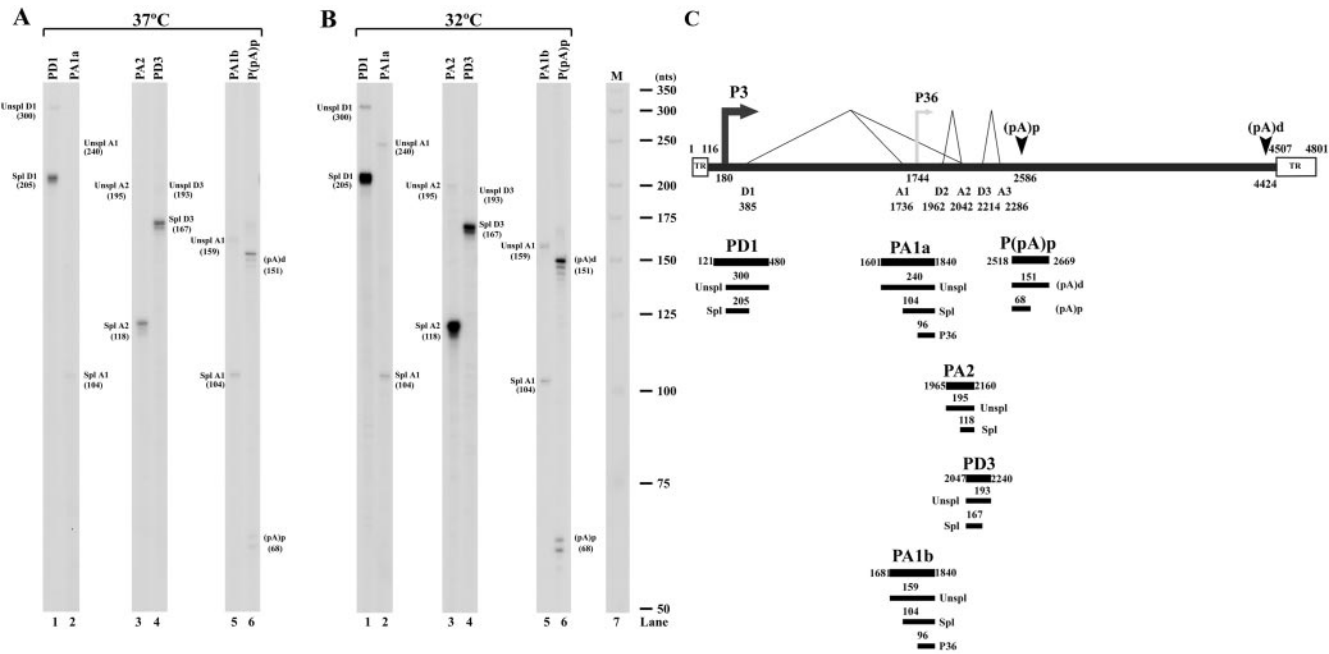 A
37°C
PD1
PA1a
PA2
PD3
PA1b
P(pA)p
Unspl D1
(300)
Unspl A1
(240)
Spl D1
(205)
Unspl A2
(195)
Unspl D3
(193)
Spl D3
(167)
Unspl A1
(159)
(pA)d
(151)
Spl A2
(118)
Spl A1
(104)
Spl A1
(104)
(pA)p
(68)
1 2 3 4 5 6
B
32°C
PD1
PA1a
PA2
PD3
PA1b
P(pA)p
M
(nts)
Unspl D1
(300)
Unspl A1
(240)
Spl D1
(205)
Unspl A2
(195)
Unspl D3
(193)
Spl D3
(167)
Unspl A1
(159)
(pA)d
(151)
Spl A2
(118)
Spl A1
(104)
Spl A1
(104)
(pA)p
(68)
350
300
250
200
175
150
125
100
75
50
1 2 3 4 5 6 7 Lane
C
P3
P36
(pA)p
(pA)d
1 116
4507 4801
TR
TR
180
1744
2586
4424
D1 A1 D2 A2 D3 A3
385 1736 1962 2042 2214 2286
PD1
121 480
300
Unspl
205
Spl
PA1a
1601 1840
240
Unspl
104
Spl
96
P36
P(pA)p
2518 2669
151
(pA)d
68
(pA)p
PA2
1965 2160
195
Unspl
118
Spl
PD3
2047 2240
193
Unspl
167
Spl
PA1b
1681 1840
159
Unspl
104
Spl
96
P36